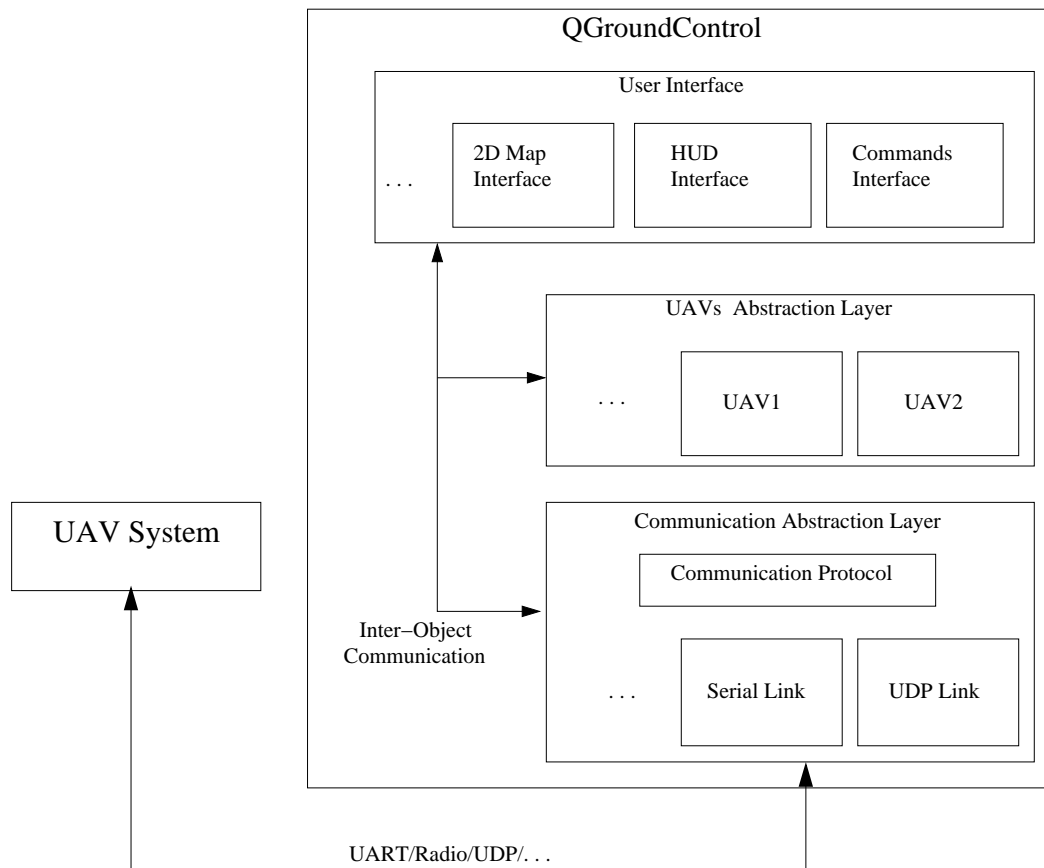 QGroundControl
User Interface
. . .
2D Map
Interface
HUD
Interface
Commands
Interface
UAVs Abstraction Layer
. . .
UAV1
UAV2
UAV System
Communication Abstraction Layer
Communication Protocol
Inter−Object
Communication
. . .
Serial Link
UDP Link
UART/Radio/UDP/. . .